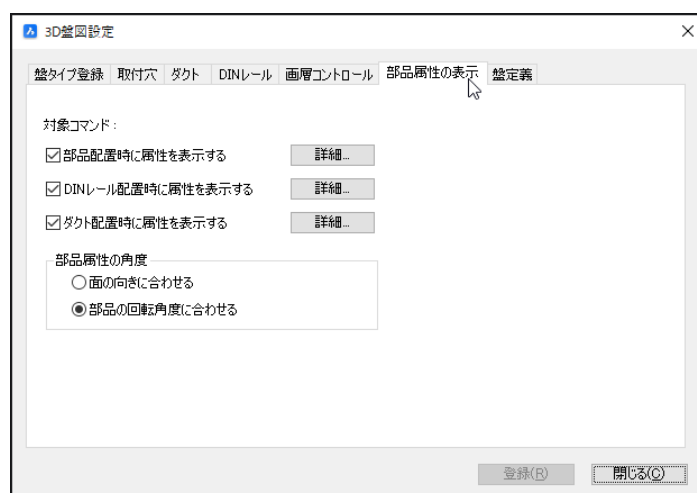 3D盤図設定
盤タイプ登録 取付穴 ダクト DINレール 画層コントロール 部品属性の表示 盤定義
対象コマンド：
部品配置時に属性を表示する 詳細...
DINレール配置時に属性を表示する 詳細...
ダクト配置時に属性を表示する 詳細...
部品属性の角度
面の向きに合わせる
部品の回転角度に合わせる
登録(R) 閉じる(C)